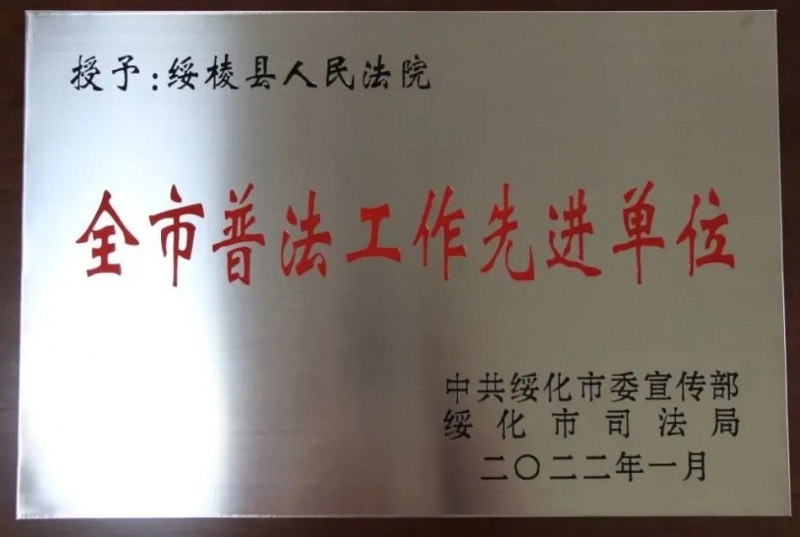 授予:绥棱县人民法院
全市普法工作先进单位
中共绥化市委宣传部
绥化市司法局
二〇二二年一月